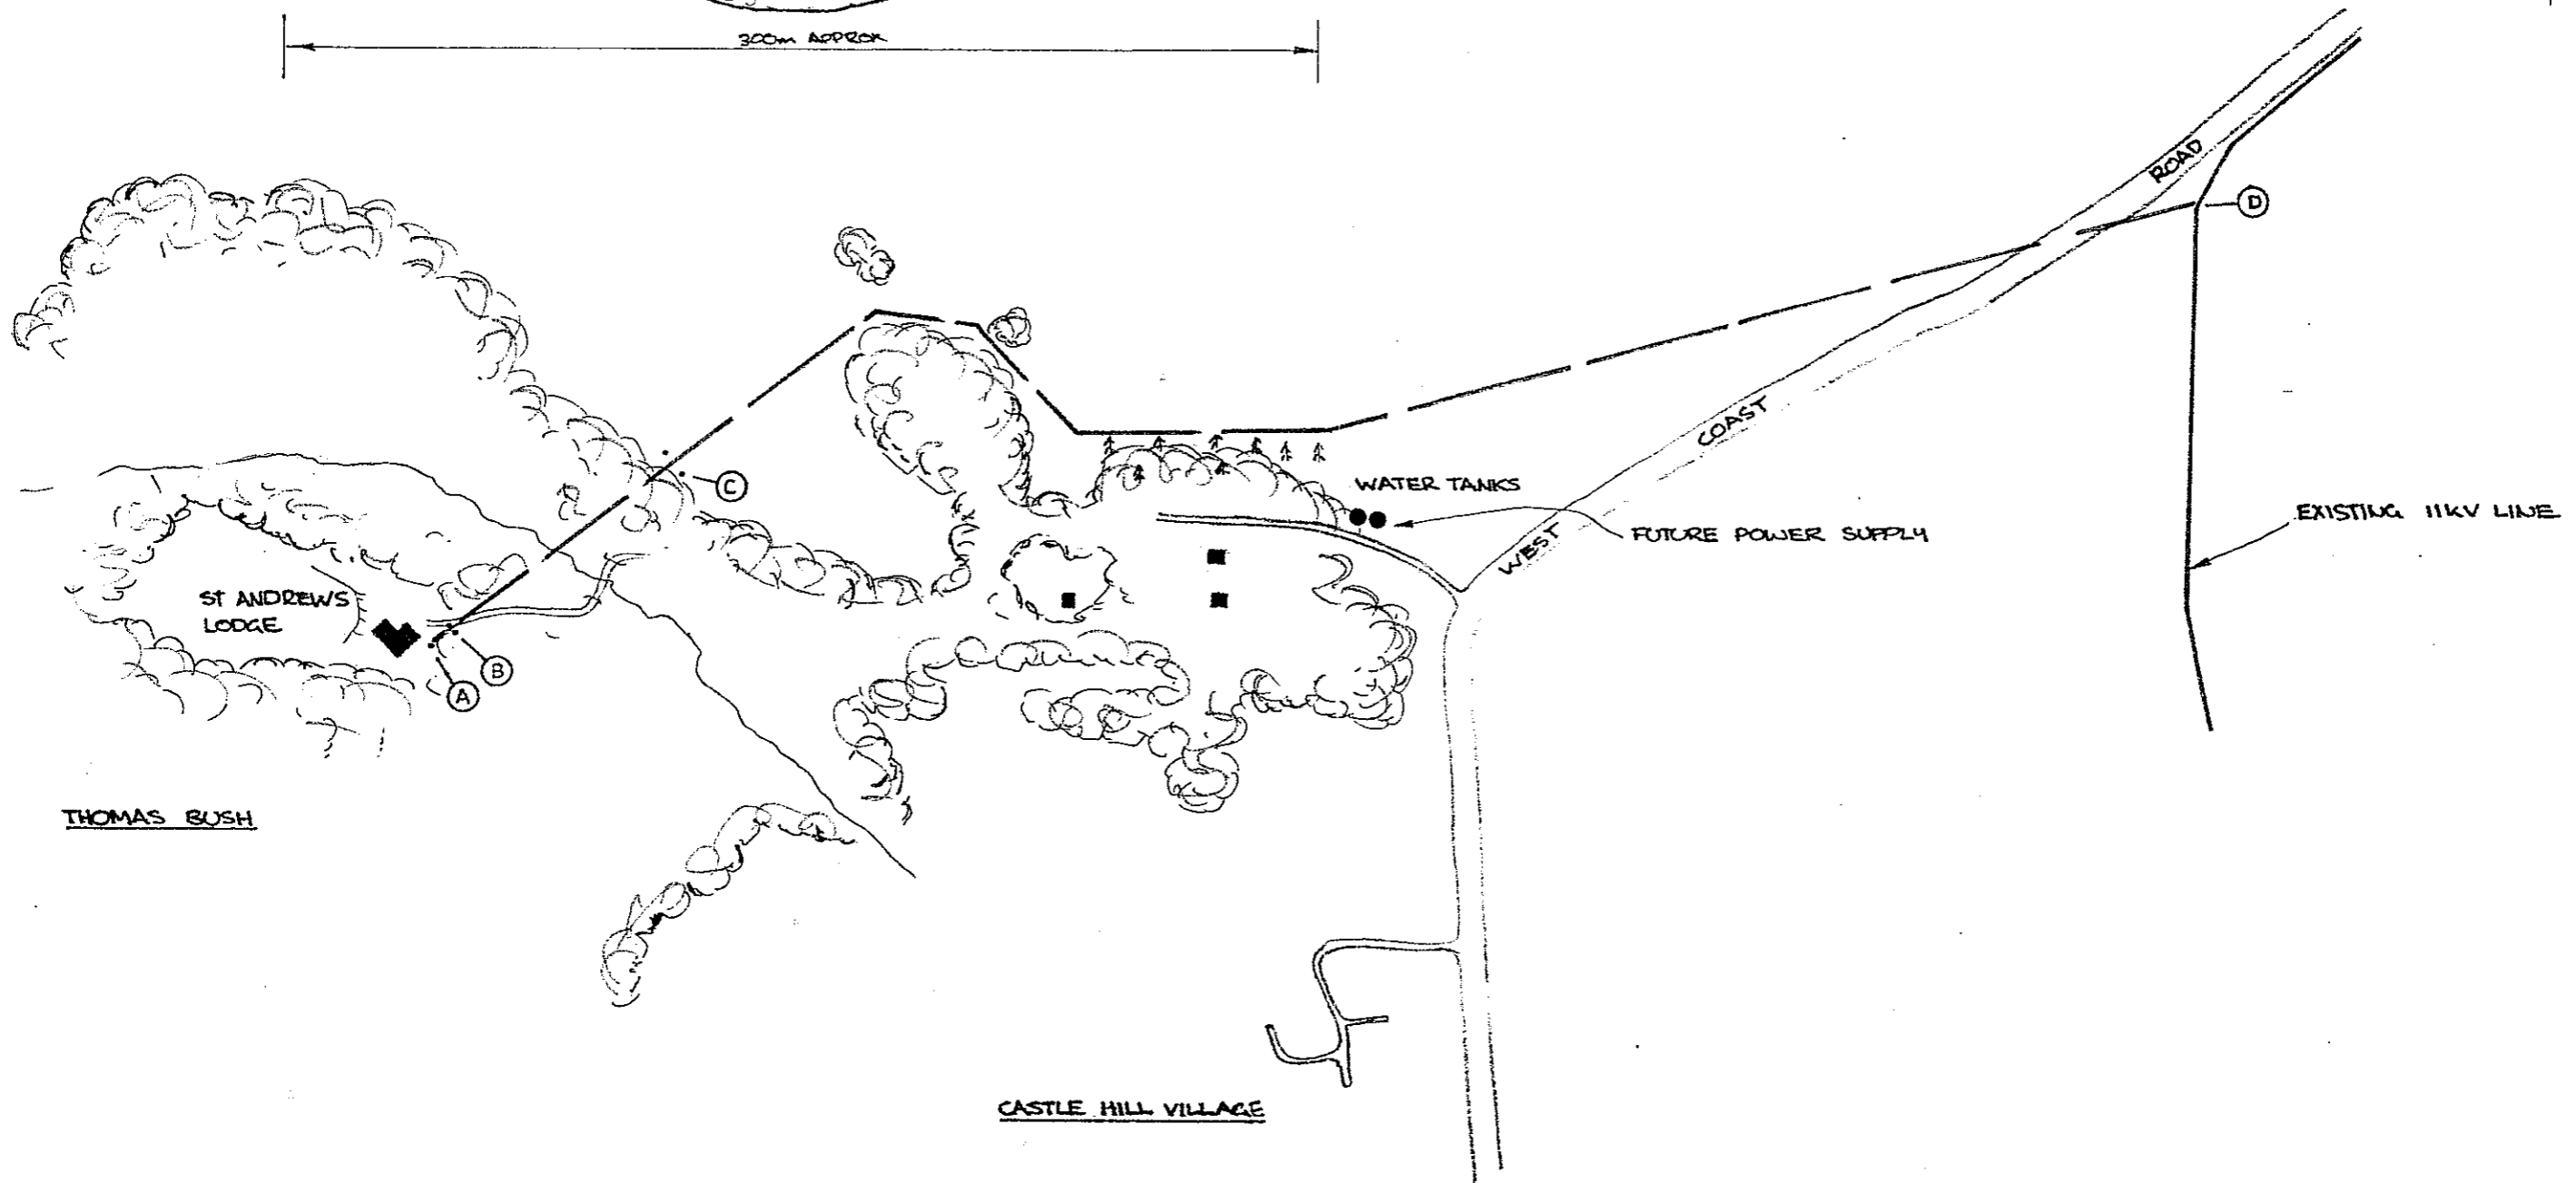 300m APPROX
ROAD
D
COAST
C
WATER TANKS
WEST
FUTURE POWER SUPPLY
EXISTING 11KV LINE
ST ANDREWS
LODGE
B
A
THOMAS BUSH
CASTLE HILL VILLAGE